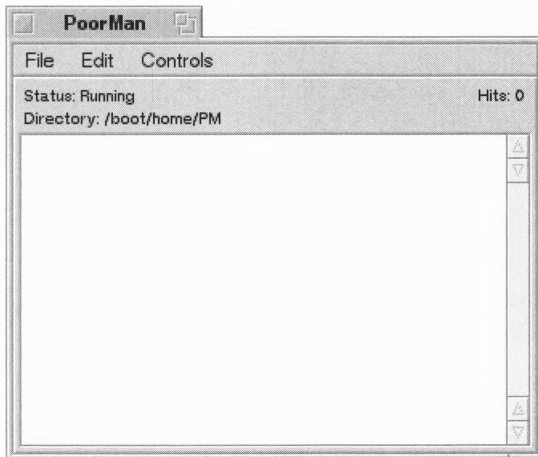 PoorMan
File Edit Controls
Status: Running Hits: 0
Directory: /boot/home/PM